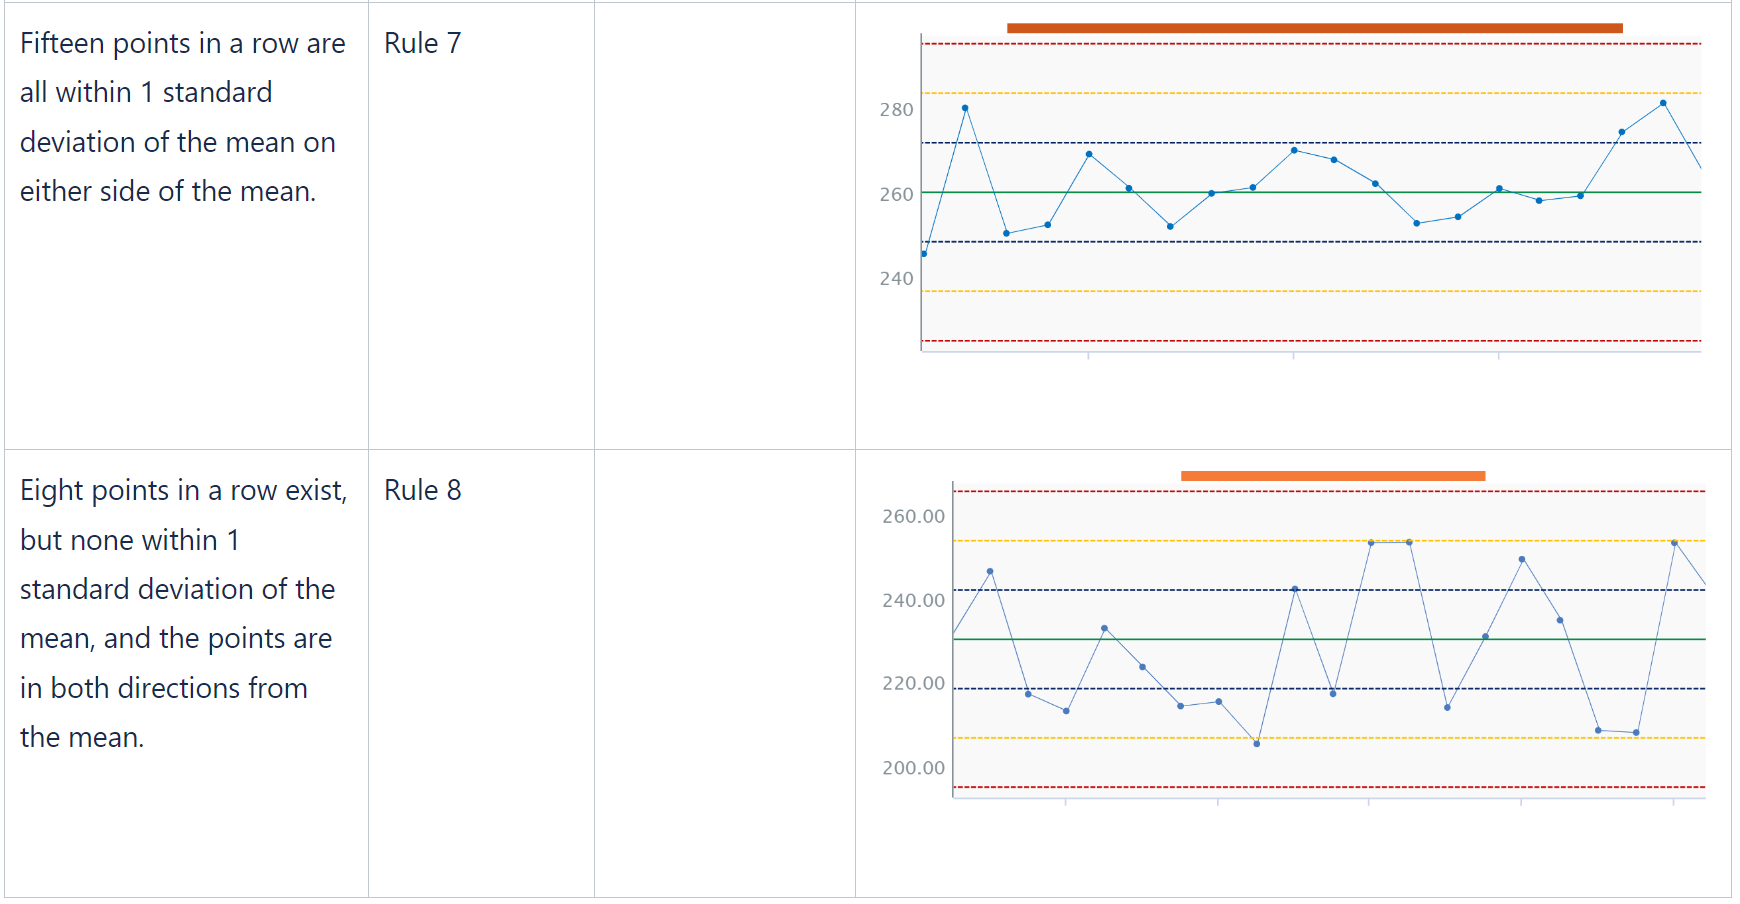 Fifteen points in a row are
all within 1 standard
deviation of the mean on
either side of the mean.
Rule 7
280
260
240
Eight points in a row exist,
but none within 1
standard deviation of the
mean, and the points are
in both directions from
the mean.
Rule 8
260.00
240.00
220.00
200.00